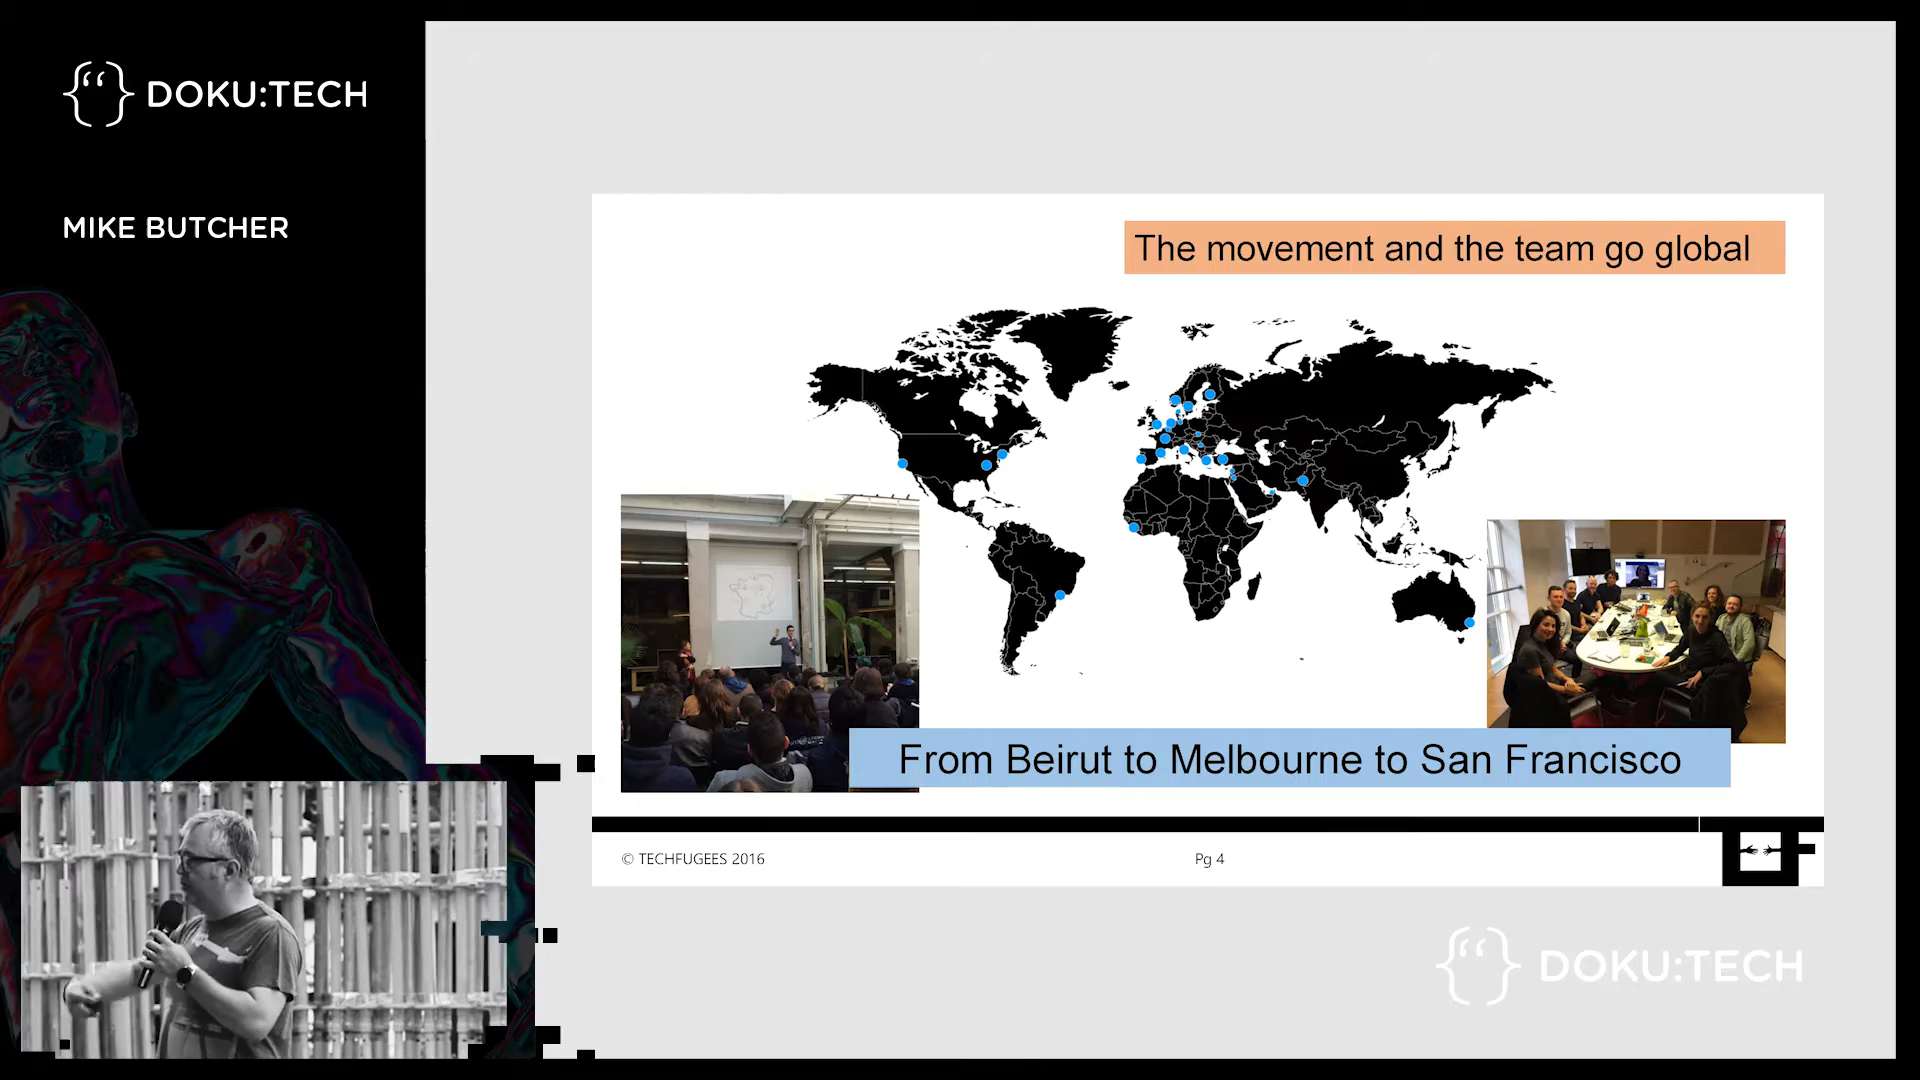 DOKU:TECH
MIKE BUTCHER
The movement and the team go global
From Beirut to Melbourne to San Francisco
© TECHFUGEES 2016
Pg 4
DOKU:TECH